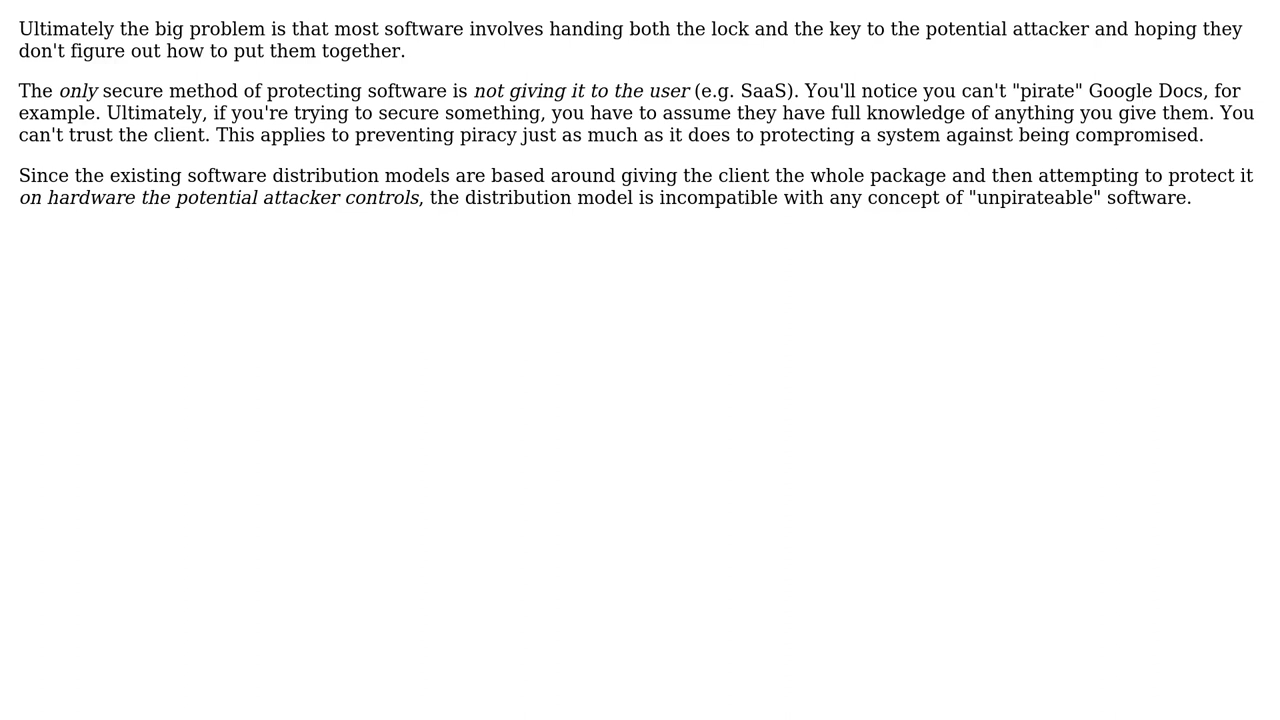 Ultimately the big problem is that most software involves handing both the lock and the key to the potential attacker and hoping they
don't figure out how to put them together.
The only secure method of protecting software is not giving it to the user (e.g. SaaS). You'll notice you can't "pirate" Google Docs, for
example. Ultimately, if you're trying to secure something, you have to assume they have full knowledge of anything you give them. You
can't trust the client. This applies to preventing piracy just as much as it does to protecting a system against being compromised.
Since the existing software distribution models are based around giving the client the whole package and then attempting to protect it
on hardware the potential attacker controls, the distribution model is incompatible with any concept of "unpirateable" software.